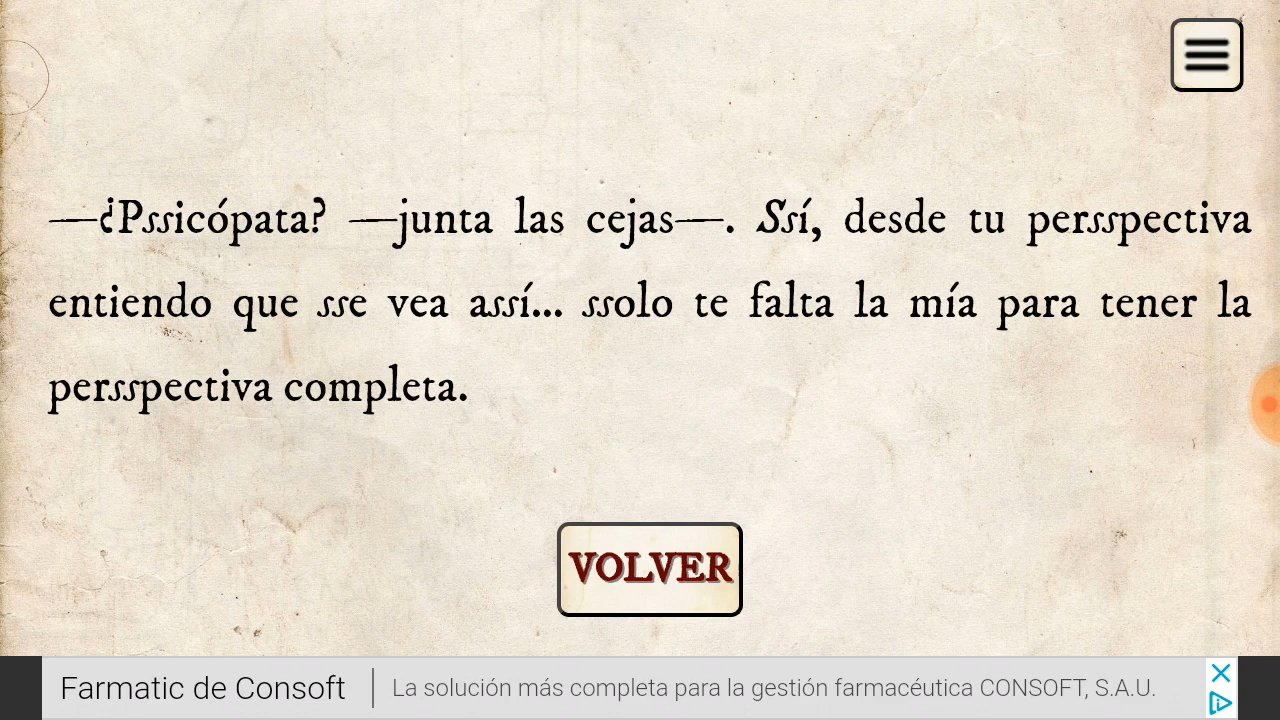 —¿Pssicópata? —junta las cejas—. Ssí, desde tu persspectiva
entiendo que sse vea assí... ssolo te falta la mía para tener la
persspectiva completa.
VOLVER
Farmatic de Consoft
La solución más completa para la gestión farmacéutica CONSOFT, S.A.U.